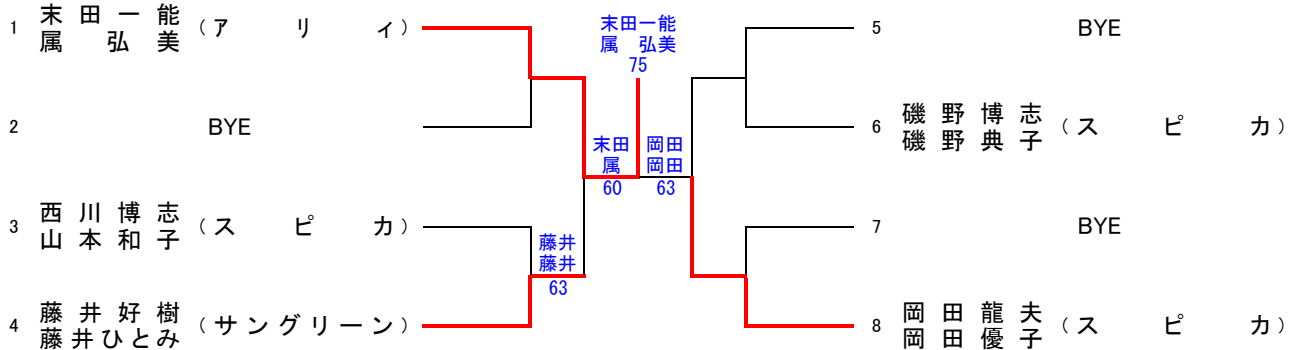 1 末田一能 (アリィ)
属弘美
2 BYE
3 西川博志 (スピカ)
山本和子
4 藤井好樹 (サングリーン)
藤井ひとみ
藤井
藤井
63
末田
属
60
末田一能
属 弘美
75
岡田
岡田
63
5 BYE
6 磯野博志 (スピカ)
磯野典子
7 BYE
8 岡田龍夫 (スピカ)
岡田優子